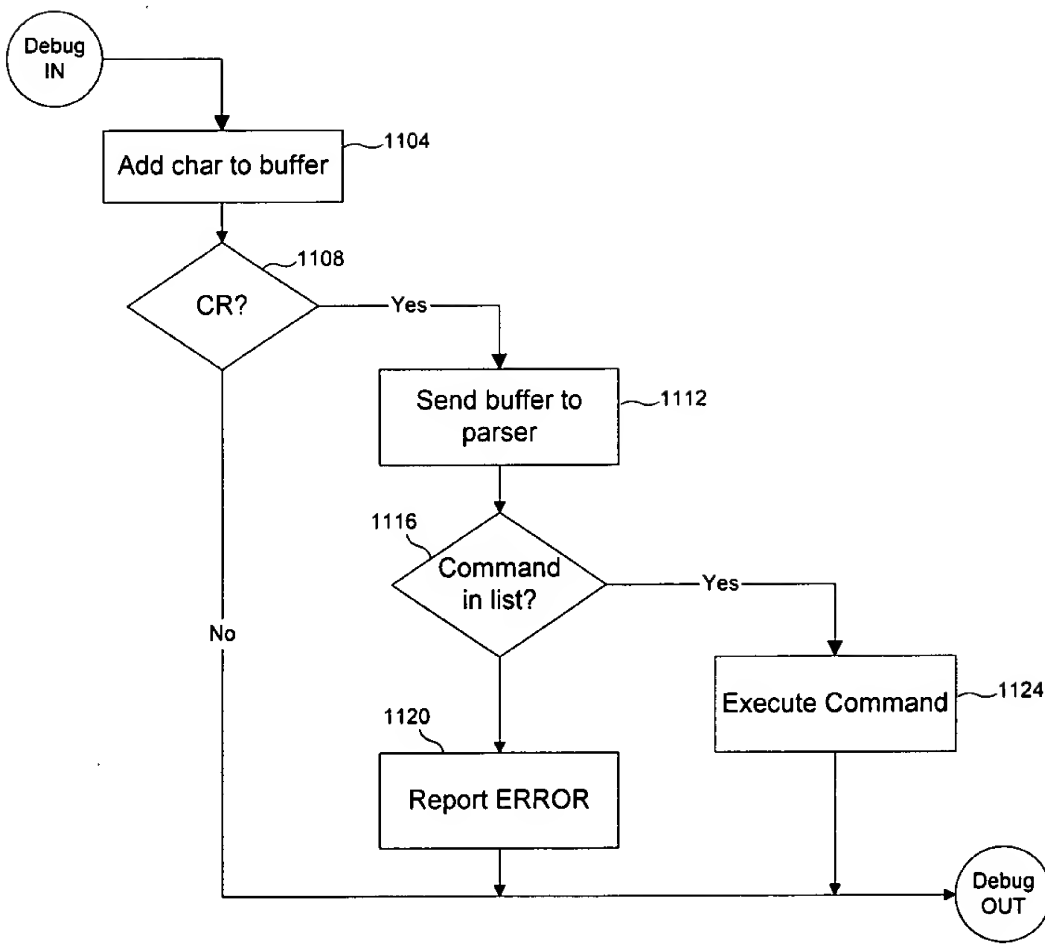 Debug
IN
Add char to buffer
1104
1108
CR?
Yes
Send buffer to
parser
1112
1116
Command
in list?
Yes
No
Execute Command
1124
1120
Report ERROR
Debug
OUT